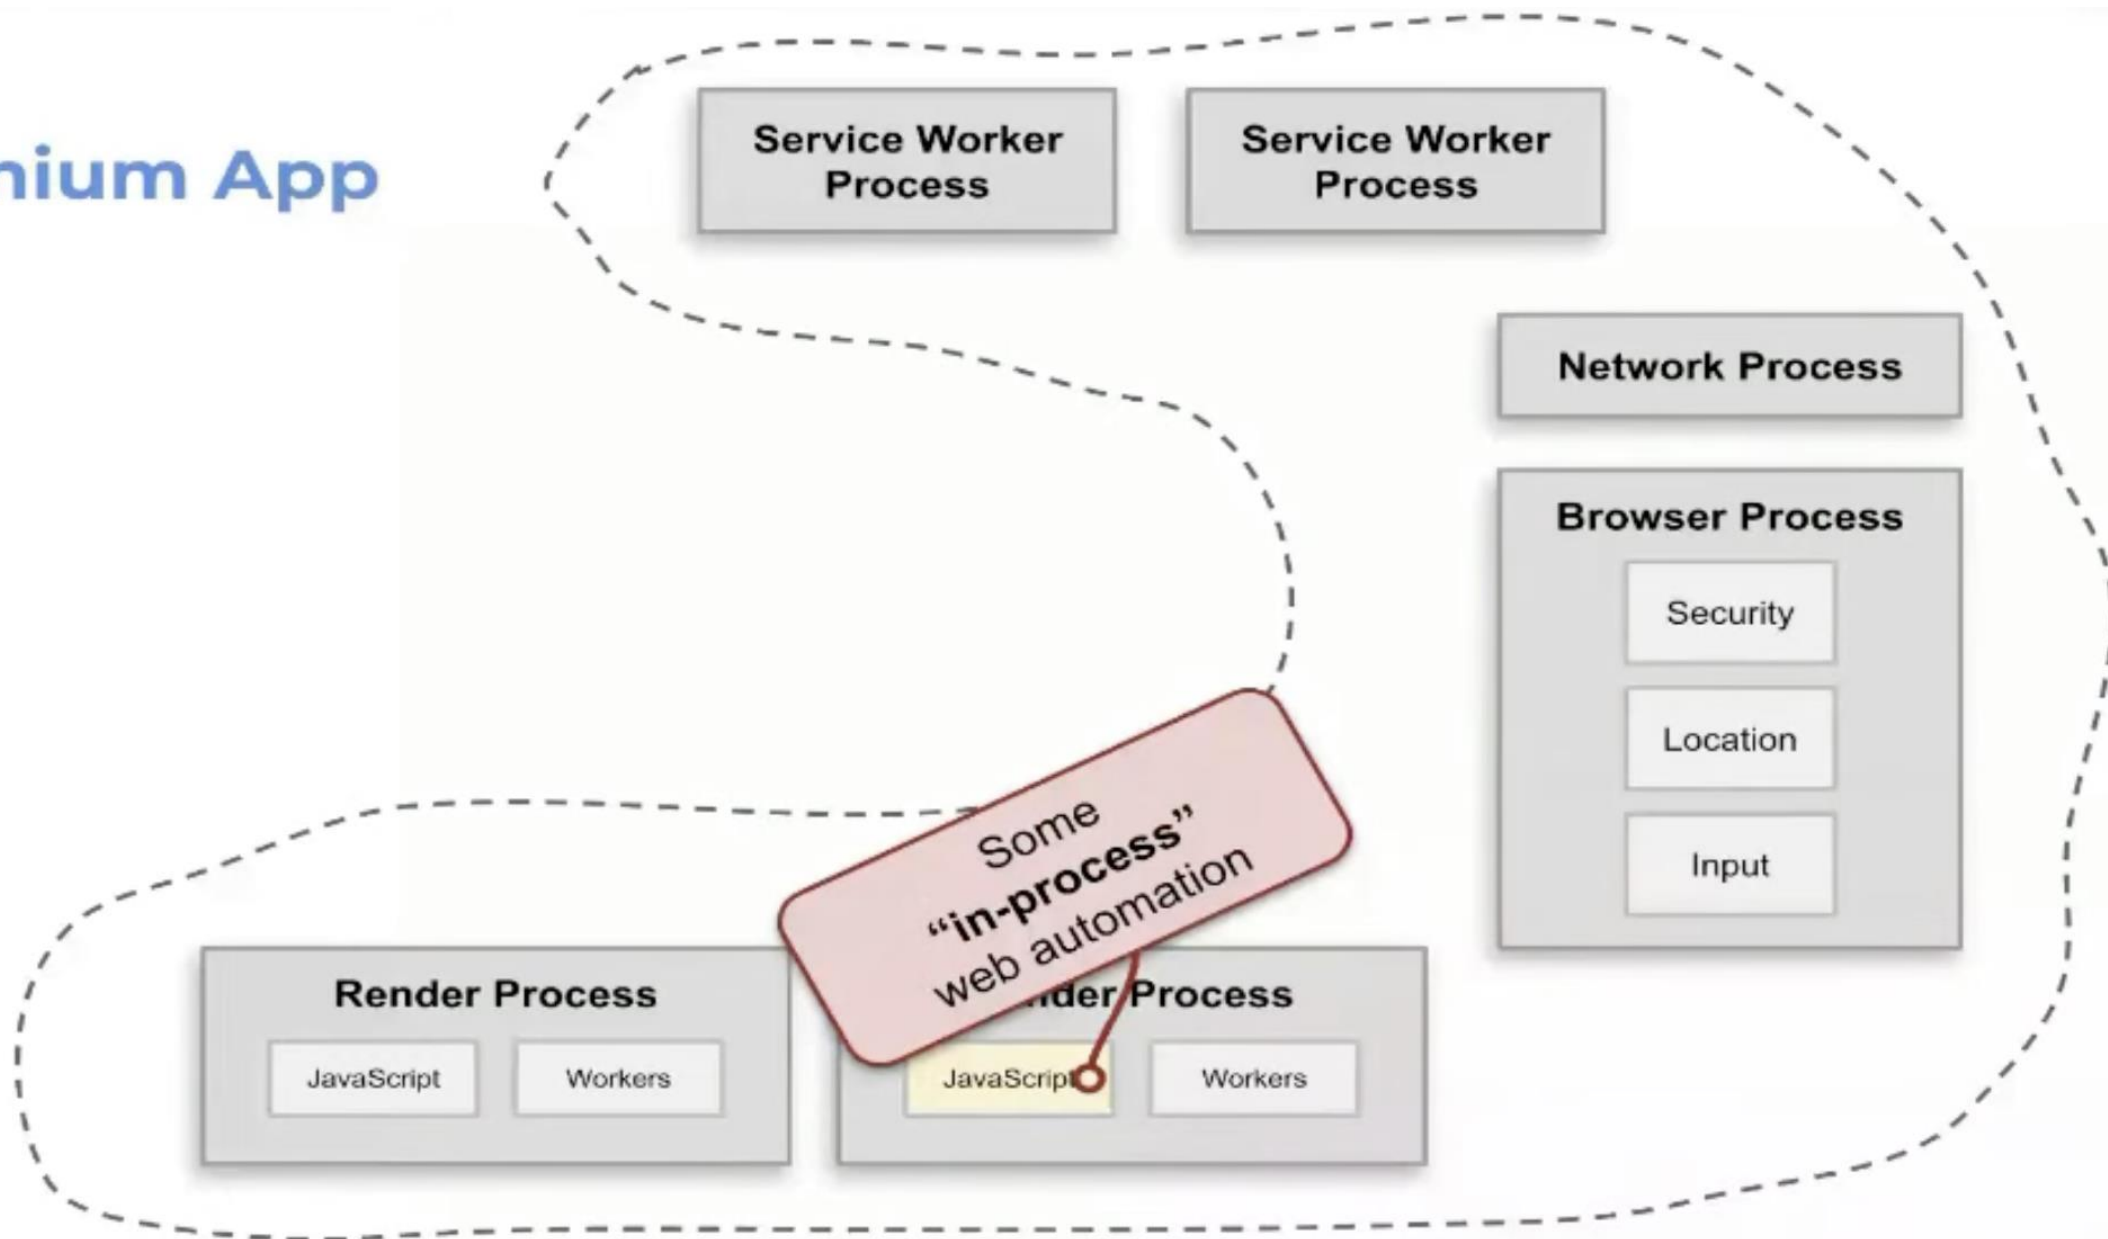 nium App
Service Worker
Process
Service Worker
Process
Network Process
Browser Process
Security
Location
Input
Some
“in-process”
web automation
Render Process
JavaScript
Workers
nder Process
JavaScript
Workers